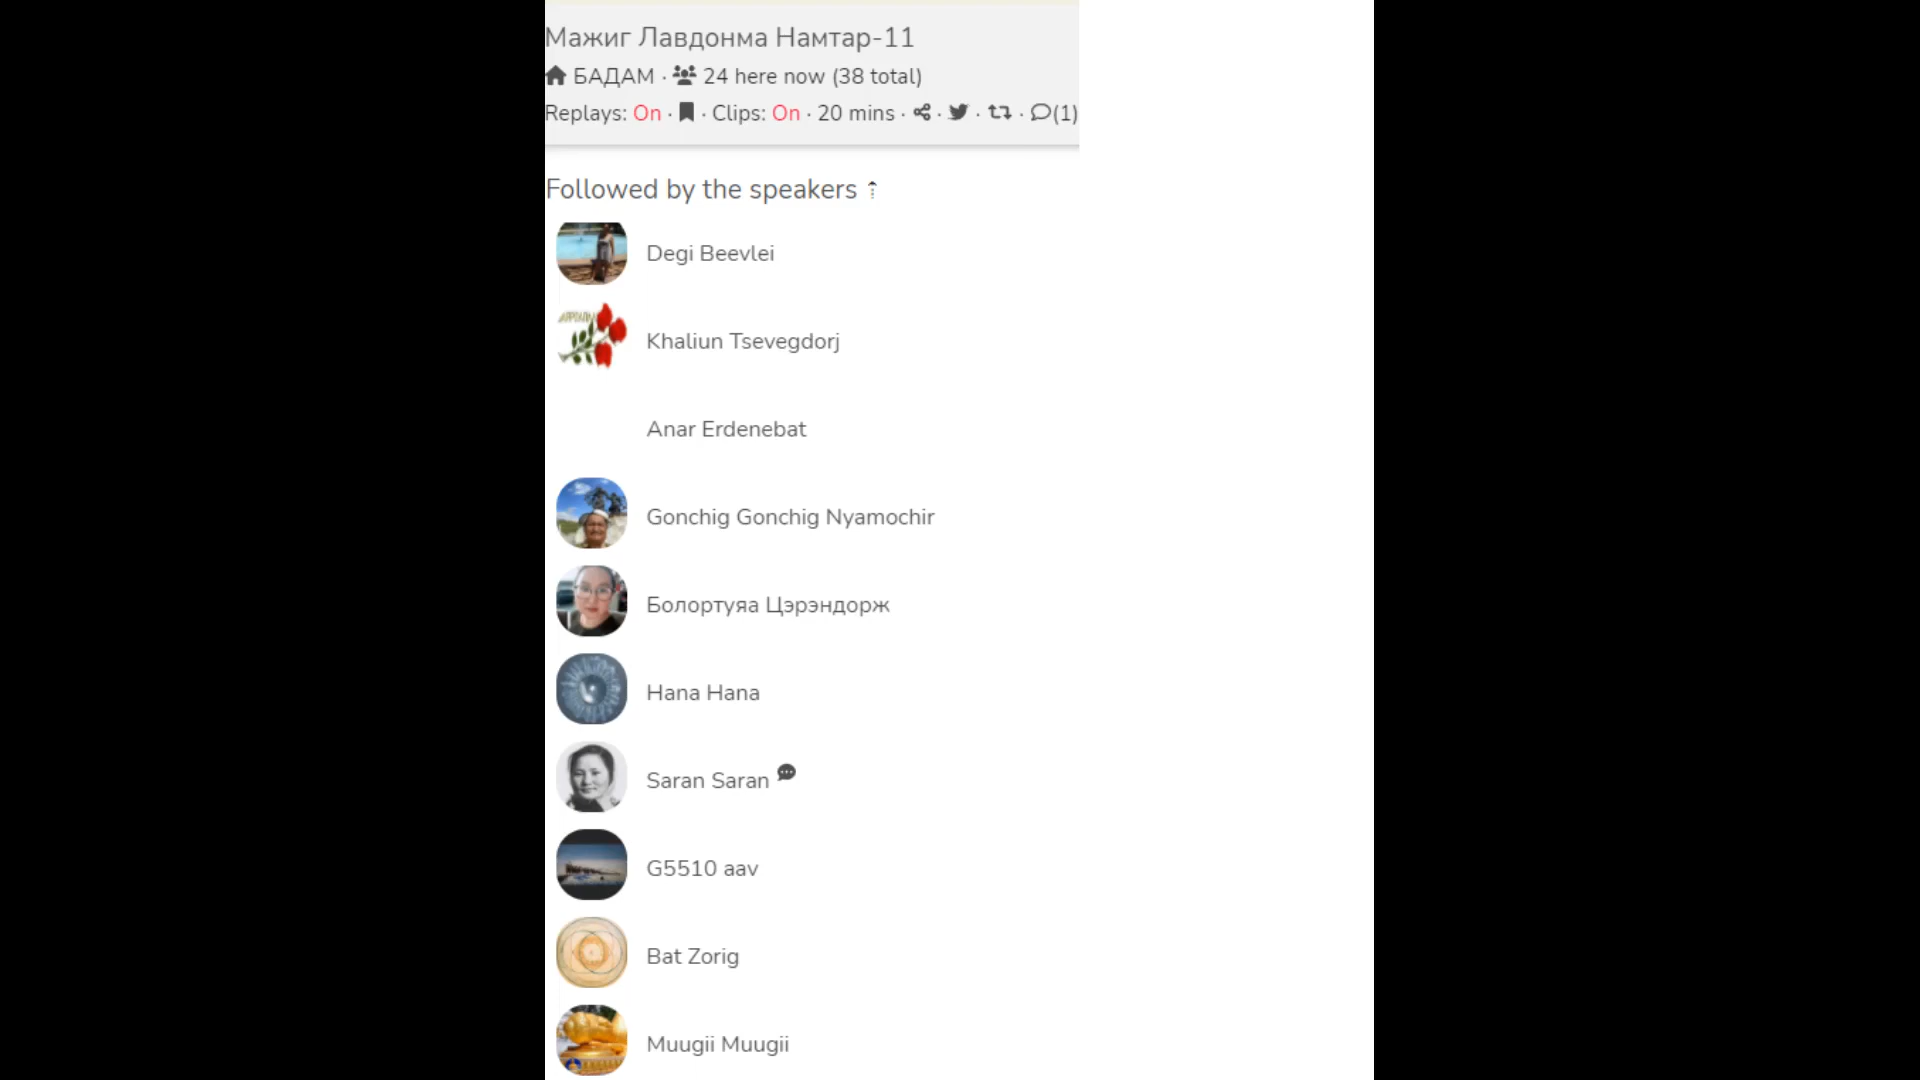 Мажиг Лавдонма Намтар-11
БАДАМ · 24 here now (38 total)
Replays: On · · Clips: On · 20 mins · · · · (1)
Followed by the speakers
Degi Beevlei
Khaliun Tsevegdorj
Anar Erdenebat
Gonchig Gonchig Nyamochir
Болортуяа Цэрэндорж
Hana Hana
Saran Saran
G5510 aav
Bat Zorig
Muugii Muugii